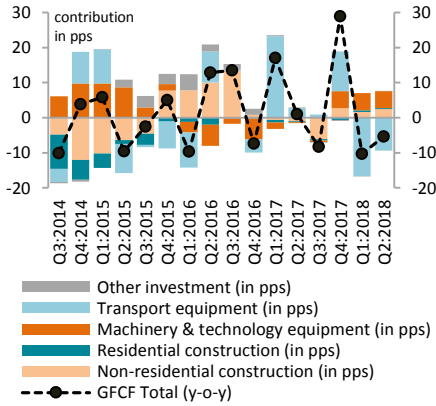 30
contribution
in pps
30
20
20
10
10
0
0
-10
-10
-20
-20
Q3:2014
Q4:2014
Q1:2015
Q2:2015
Q3:2015
Q4:2015
Q1:2016
Q2:2016
Q3:2016
Q4:2016
Q1:2017
Q2:2017
Q3:2017
Q4:2017
Q1:2018
Q2:2018
Other investment (in pps)
Transport equipment (in pps)
Machinery & technology equipment (in pps)
Residential construction (in pps)
Non-residential construction (in pps)
GFCF Total (y-o-y)